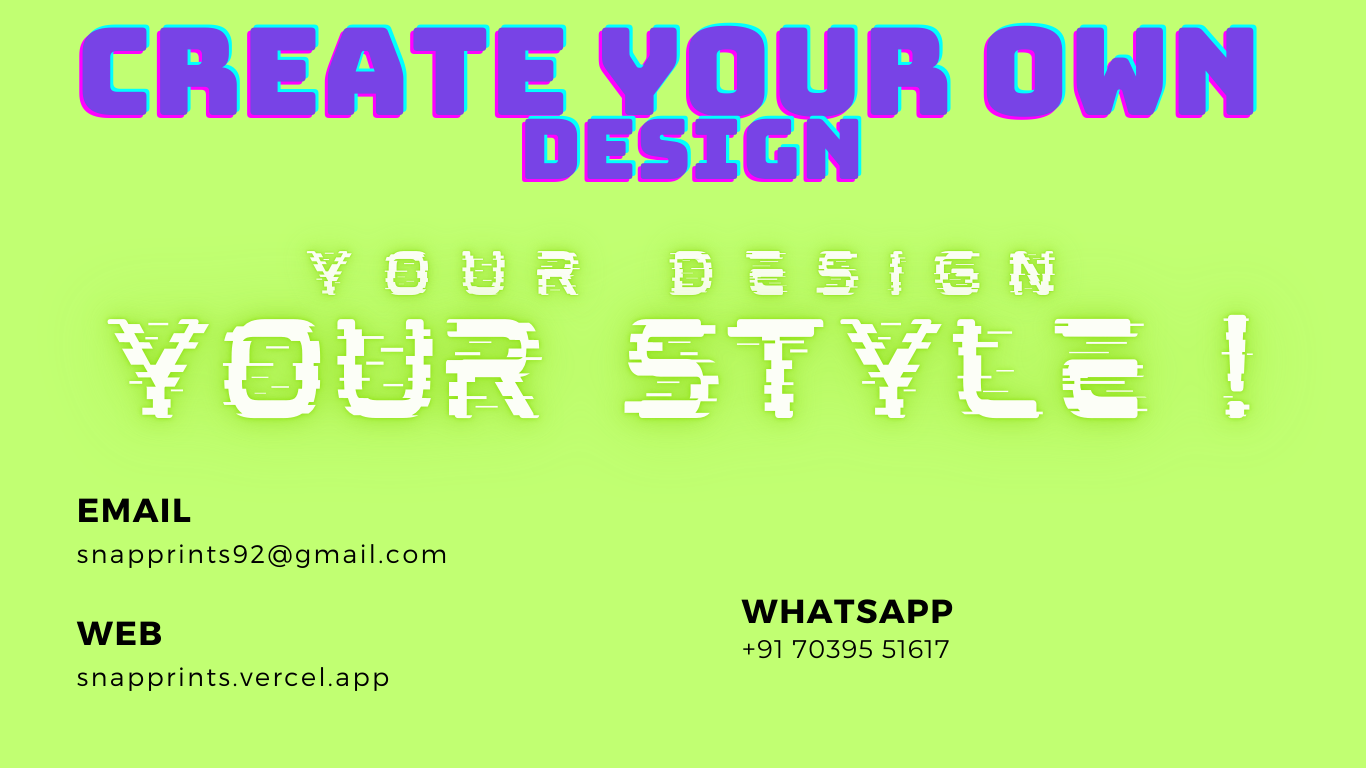 CREATE YOUR OWN
DESIGN
YOUR DESIGN
YOUR STYLE !
EMAIL
snapprints92@gmail.com
WEB
snapprints.vercel.app
WHATSAPP
+91 70395 51617